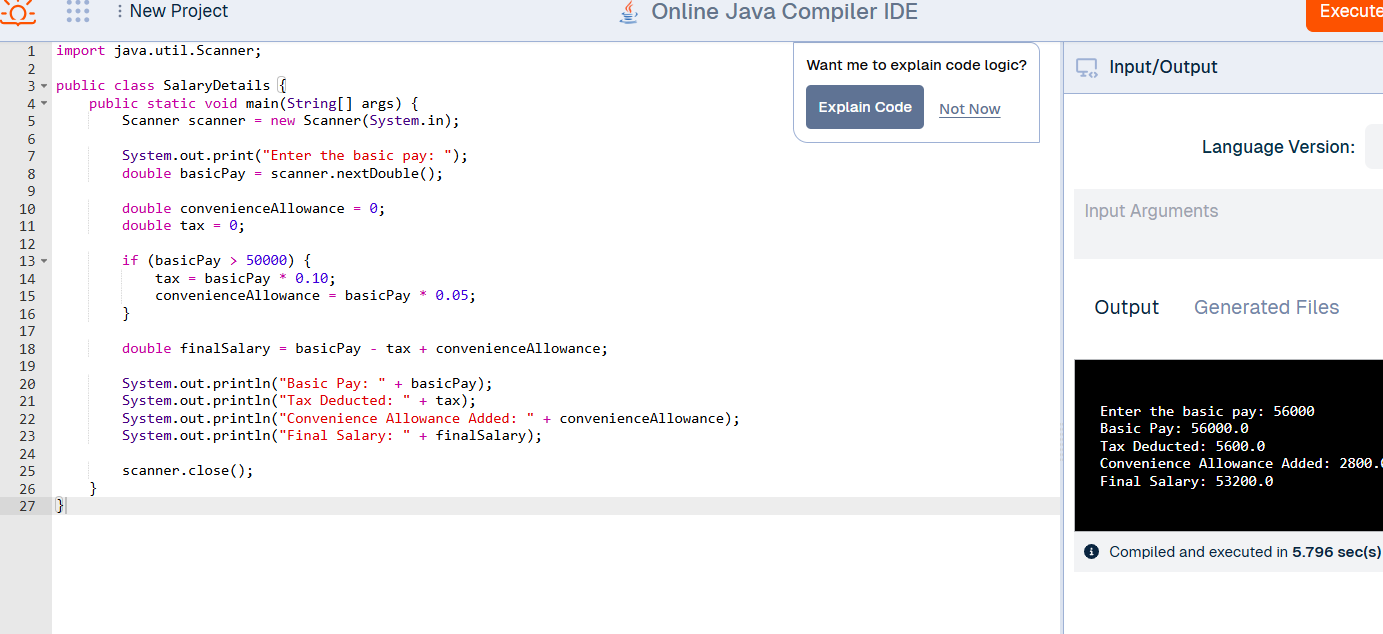 New Project
Online Java Compiler IDE
Execute
1 import java.util.Scanner;
2
3 public class SalaryDetails {
4     public static void main(String[] args) {
5         Scanner scanner = new Scanner(System.in);
6
7         System.out.print("Enter the basic pay: ");
8         double basicPay = scanner.nextDouble();
9
10         double convenienceAllowance = 0;
11         double tax = 0;
12
13         if (basicPay > 50000) {
14             tax = basicPay * 0.10;
15             convenienceAllowance = basicPay * 0.05;
16         }
17
18         double finalSalary = basicPay - tax + convenienceAllowance;
19
20         System.out.println("Basic Pay: " + basicPay);
21         System.out.println("Tax Deducted: " + tax);
22         System.out.println("Convenience Allowance Added: " + convenienceAllowance);
23         System.out.println("Final Salary: " + finalSalary);
24
25         scanner.close();
26     }
27 }
Want me to explain code logic?
Explain Code Not Now
Input/Output
Language Version:
Input Arguments
Output Generated Files
Enter the basic pay: 56000
Basic Pay: 56000.0
Tax Deducted: 5600.0
Convenience Allowance Added: 2800.0
Final Salary: 53200.0
Compiled and executed in 5.796 sec(s)